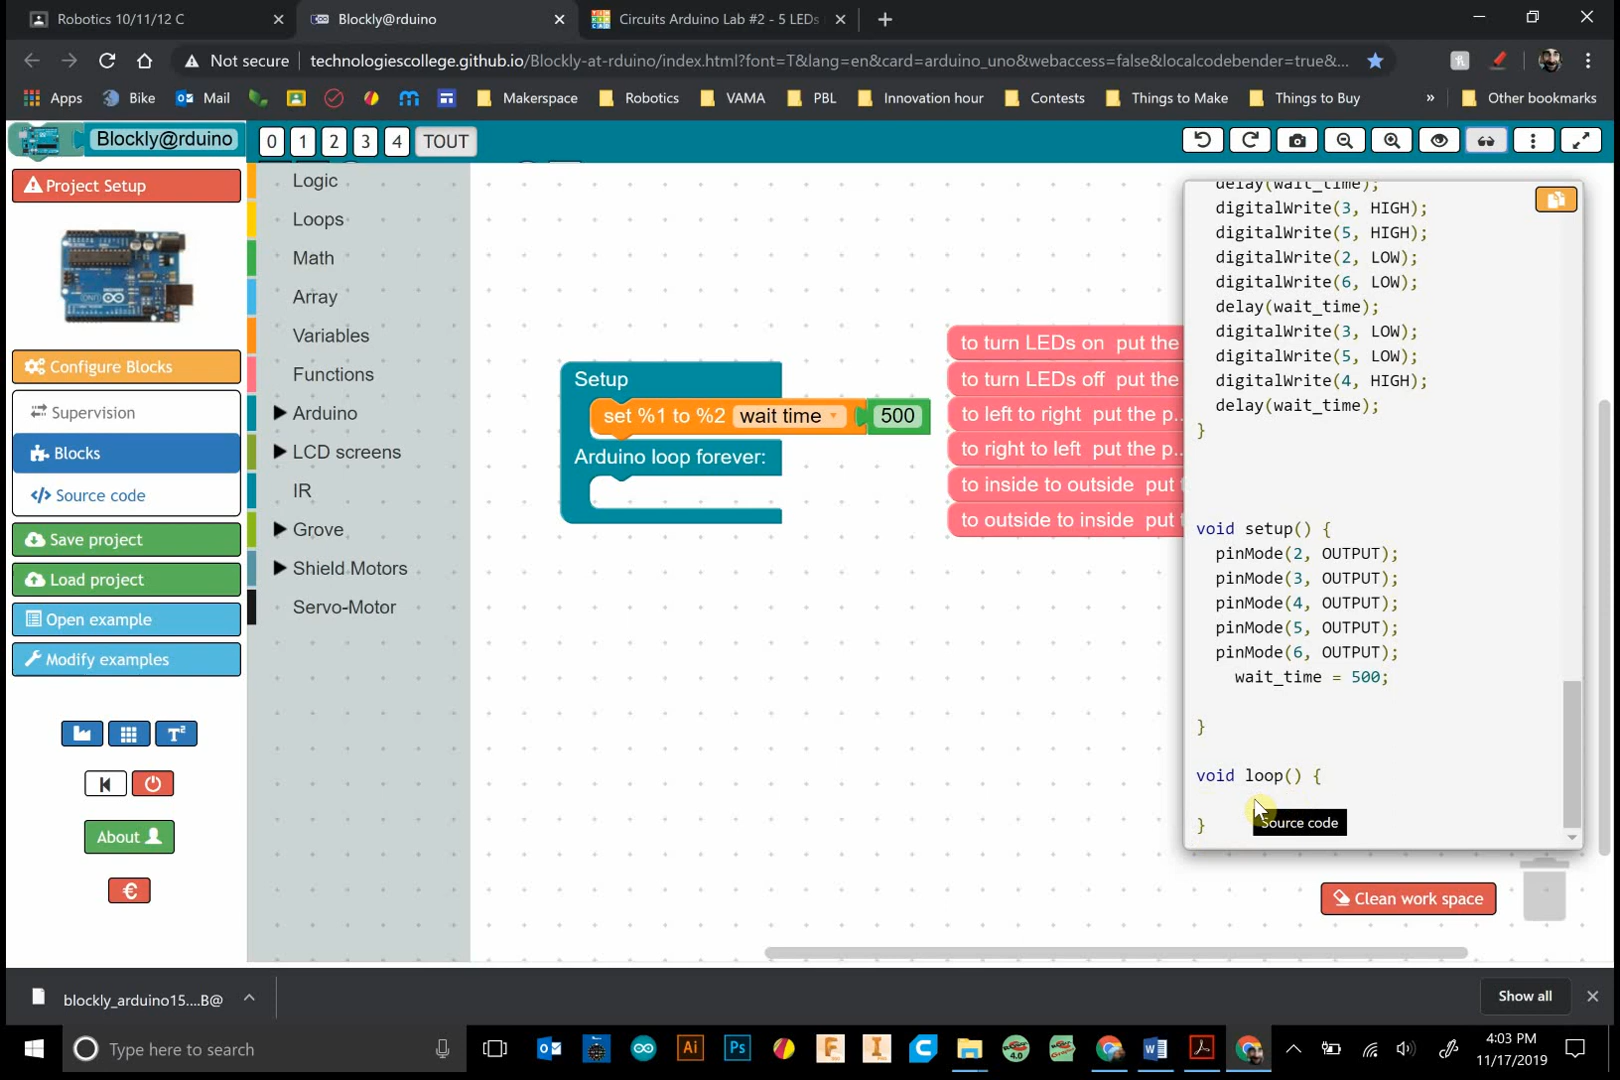 Robotics 10/11/12 C
Blockly@rduino
Circuits Arduino Lab #2 - 5 LEDs
Not secure
technologiescollege.github.io/Blockly-at-rduino/index.html?font=T&lang=en&card=arduino_uno&webaccess=false&localcodebender=true&...
Apps
Bike
Mail
Makerspace
Robotics
VAMA
PBL
Innovation hour
Contests
Things to Make
Things to Buy
»
Other bookmarks
Blockly@rduino
0 1 2 3 4 TOUT
Project Setup
Configure Blocks
Supervision
Blocks
Source code
Save project
Load project
Open example
Modify examples
About
€
Logic
Loops
Math
Array
Variables
Functions
Arduino
LCD screens
IR
Grove
Shield Motors
Servo-Motor
Setup
set %1 to %2 wait time 500
Arduino loop forever:
to turn LEDs on put the
to turn LEDs off put the
to left to right put the p..
to right to left put the p..
to inside to outside put
to outside to inside put
delay(wait_time);
digitalWrite(3, HIGH);
digitalWrite(5, HIGH);
digitalWrite(2, LOW);
digitalWrite(6, LOW);
delay(wait_time);
digitalWrite(3, LOW);
digitalWrite(5, LOW);
digitalWrite(4, HIGH);
delay(wait_time);
}
void setup() {
pinMode(2, OUTPUT);
pinMode(3, OUTPUT);
pinMode(4, OUTPUT);
pinMode(5, OUTPUT);
pinMode(6, OUTPUT);
wait_time = 500;
}
void loop() {
}
Source code
Clean work space
blockly_arduino15....B@
Show all
Type here to search
Ai
Ps
4:03 PM
11/17/2019